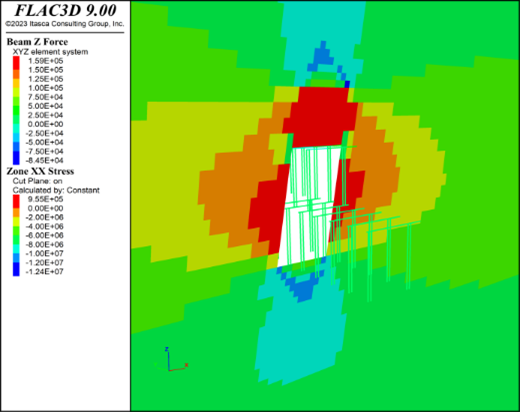 FLAC3D 9.00
©2023 Itasca Consulting Group, Inc.
Beam Z Force
XYZ element system
1.59E+05
1.50E+05
1.25E+05
1.00E+05
7.50E+04
5.00E+04
2.50E+04
0.00E+00
-2.50E+04
-5.00E+04
-7.50E+04
-8.45E+04
Zone XX Stress
Cut Plane: on
Calculated by: Constant
9.55E+05
0.00E+00
-2.00E+06
-4.00E+06
-6.00E+06
-8.00E+06
-1.00E+07
-1.20E+07
-1.24E+07
Z
X